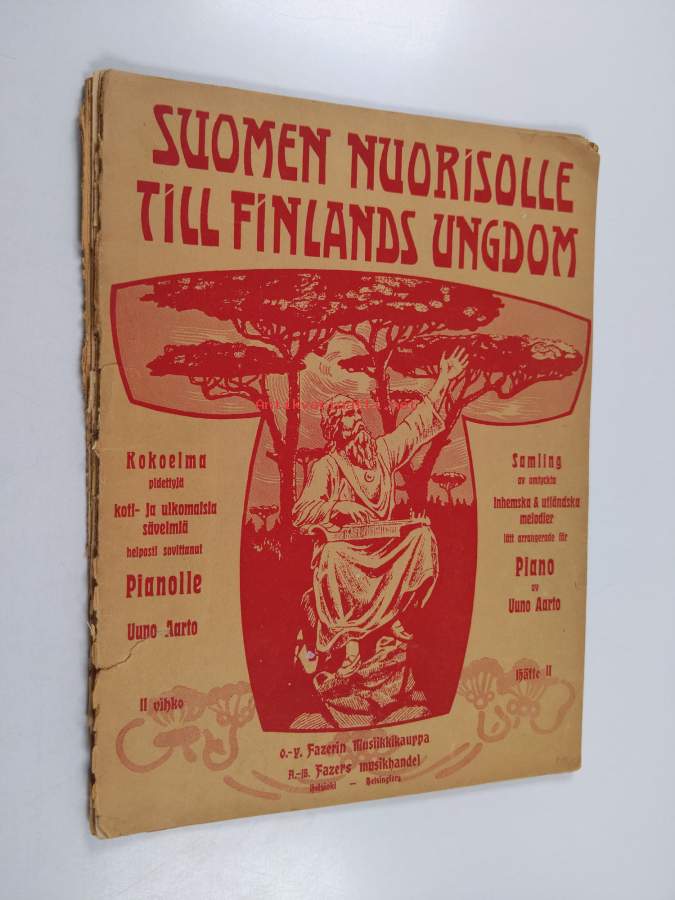 SUOMEN NUORISOLLE
TILL FINLANDS UNGDOM
Antikvariaatti.net
Kokoelma
pidettyjä
koti- ja ulkomaisia
sävelmiä
helposti sovittanut
Pianolle
Uuno Aarto
II vihko
Samling
av omtyckta
Inhemska & utländska
melodier
lätt arrangerade för
Piano
av
Uuno Aarto
Häfte II
O.-Y. Fazerin Musiikkikauppa
A.-B. Fazers musikhandel
Helsinki — Helsingfors